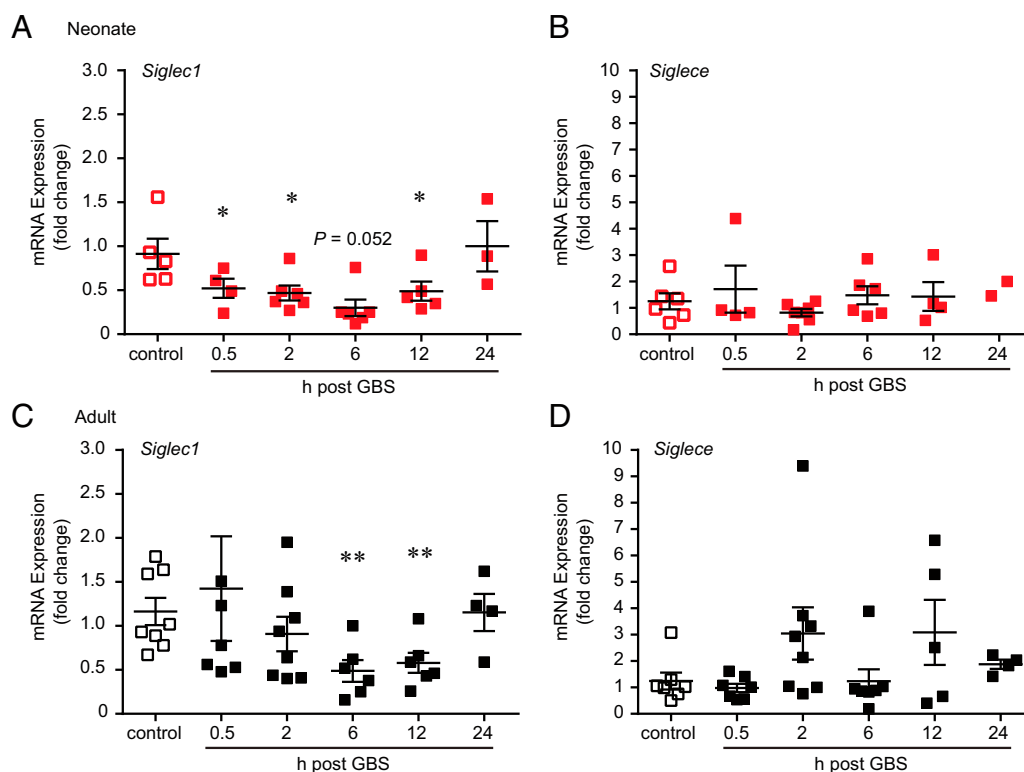 A Neonate
Siglec1
mRNA Expression
(fold change)
3.0
2.5
2.0
1.5
1.0
0.5
0
* * P = 0.052 *
control 0.5 2 6 12 24
h post GBS
B
Siglece
mRNA Expression
(fold change)
10
9
8
7
6
5
4
3
2
1
0
control 0.5 2 6 12 24
h post GBS
C Adult
Siglec1
mRNA Expression
(fold change)
3.0
2.5
2.0
1.5
1.0
0.5
0
** **
control 0.5 2 6 12 24
h post GBS
D
Siglece
mRNA Expression
(fold change)
10
9
8
7
6
5
4
3
2
1
0
control 0.5 2 6 12 24
h post GBS